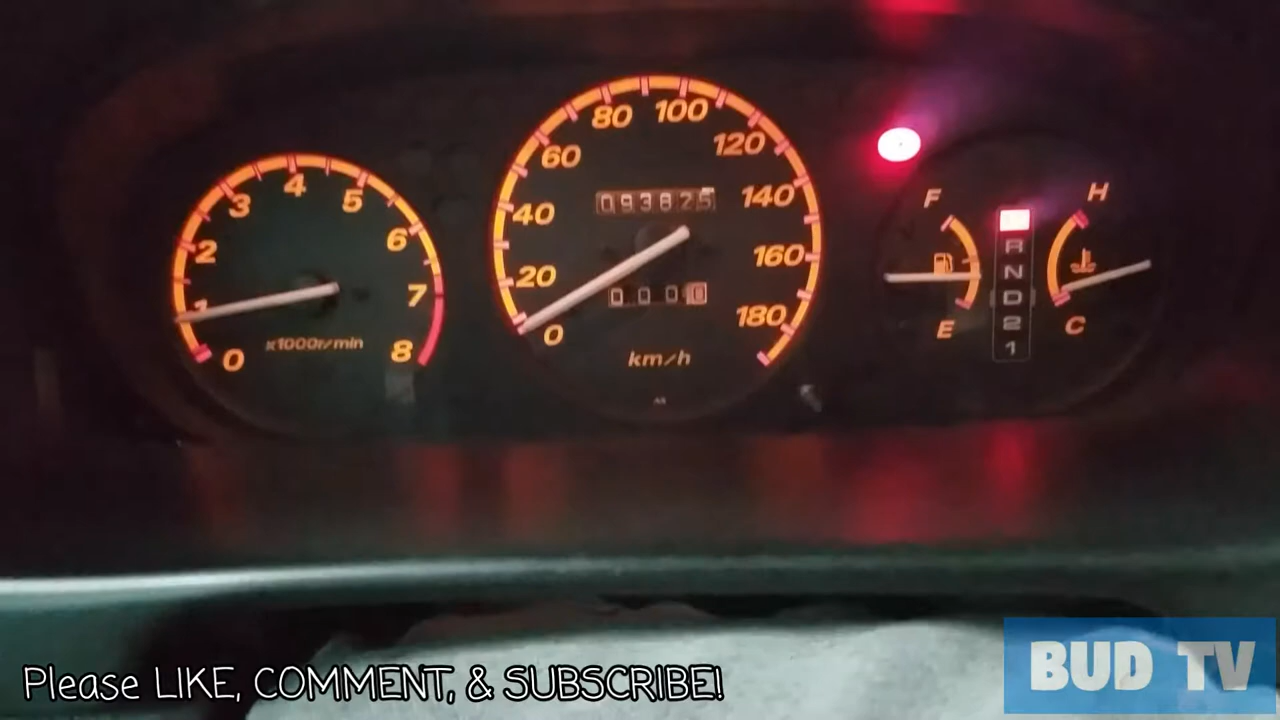 0 1 2 3 4 5 6 7 8
x1000r/min
0 20 40 60 80 100 120 140 160 180
093825
000
km/h
F
E
R
N
D
2
1
H
C
Please LIKE, COMMENT, & SUBSCRIBE!
BUD TV